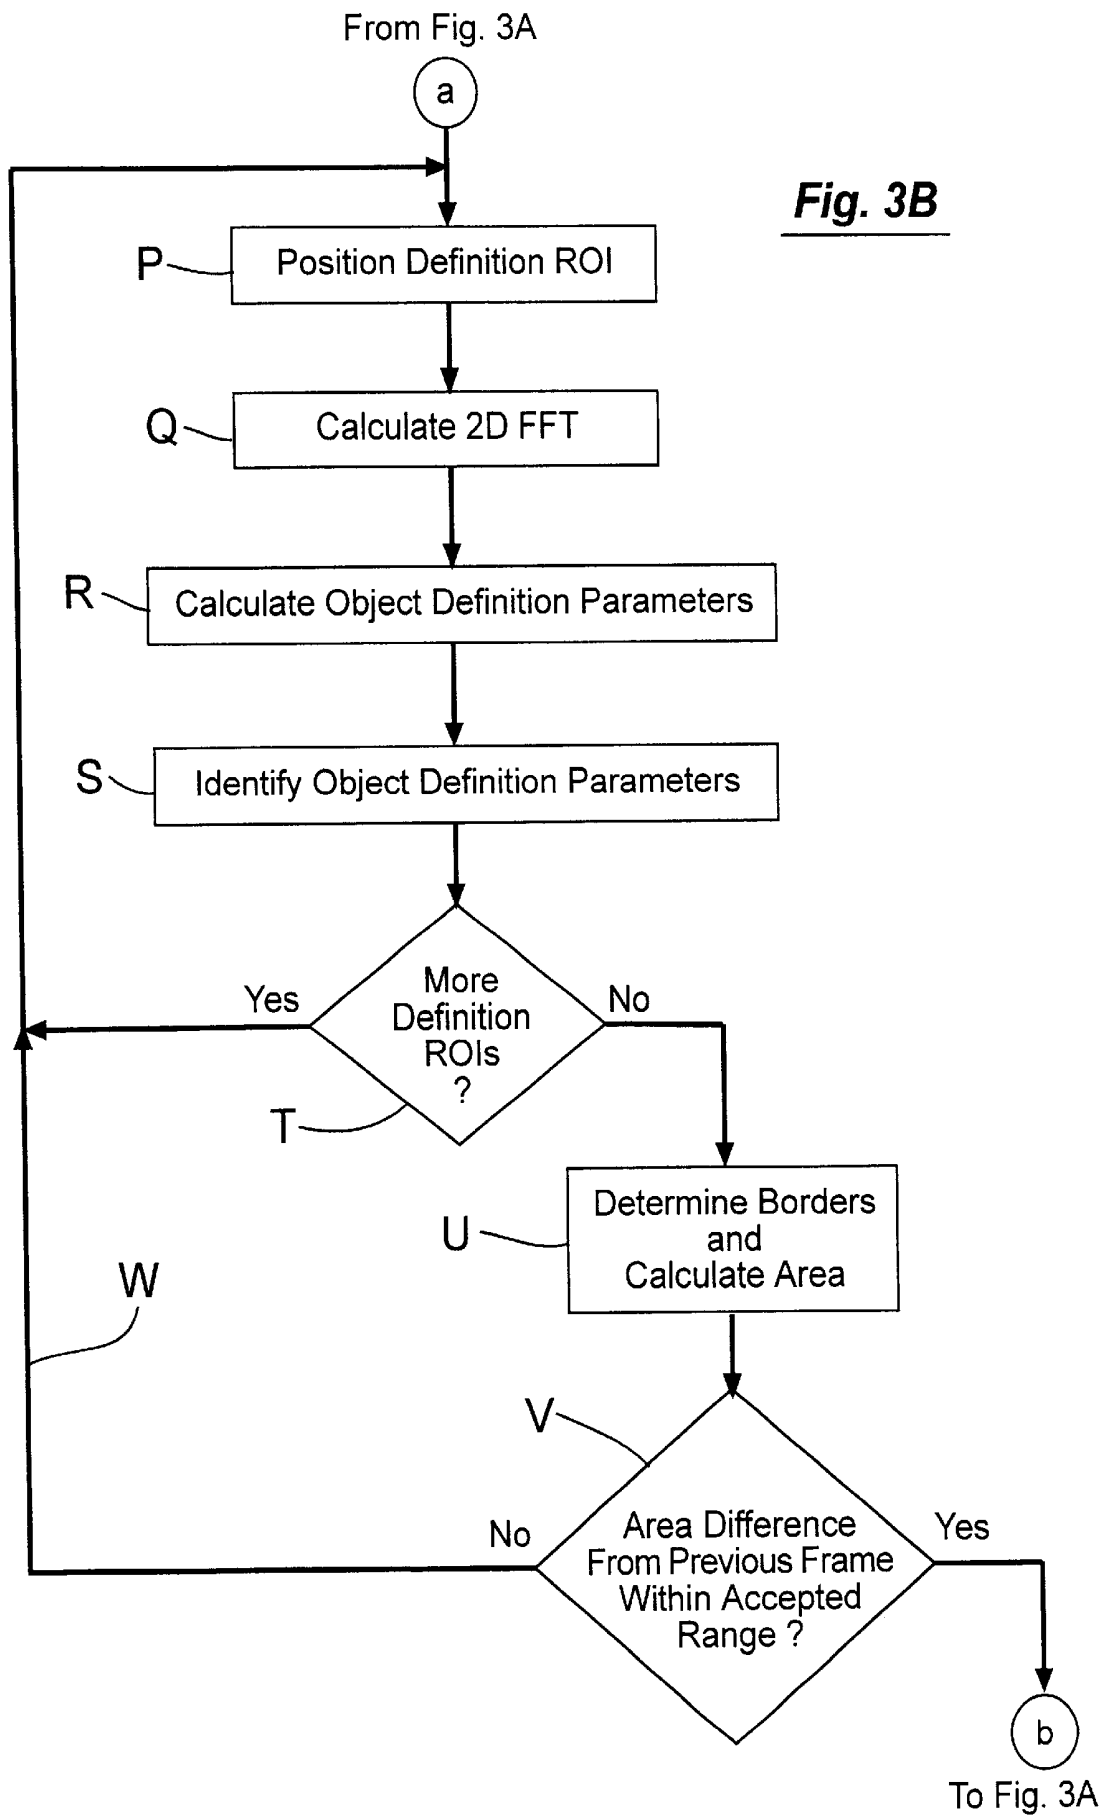 From Fig. 3A
a
Fig. 3B
P
Position Definition ROI
Q
Calculate 2D FFT
R
Calculate Object Definition Parameters
S
Identify Object Definition Parameters
Yes
More
Definition
ROIs
?
No
T
U
Determine Borders
and
Calculate Area
W
V
No
Area Difference
From Previous Frame
Within Accepted
Range ?
Yes
b
To Fig. 3A